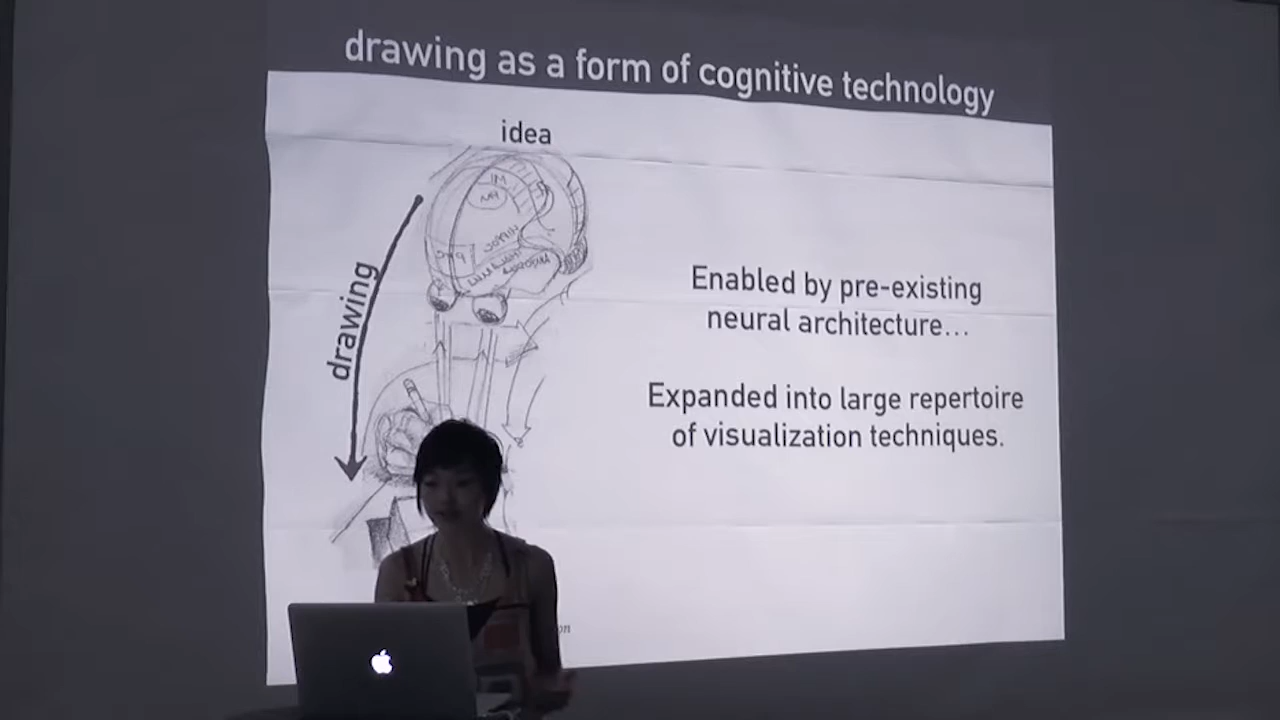 drawing as a form of cognitive technology
idea
drawing
Enabled by pre-existing
neural architecture...
Expanded into large repertoire
of visualization techniques.